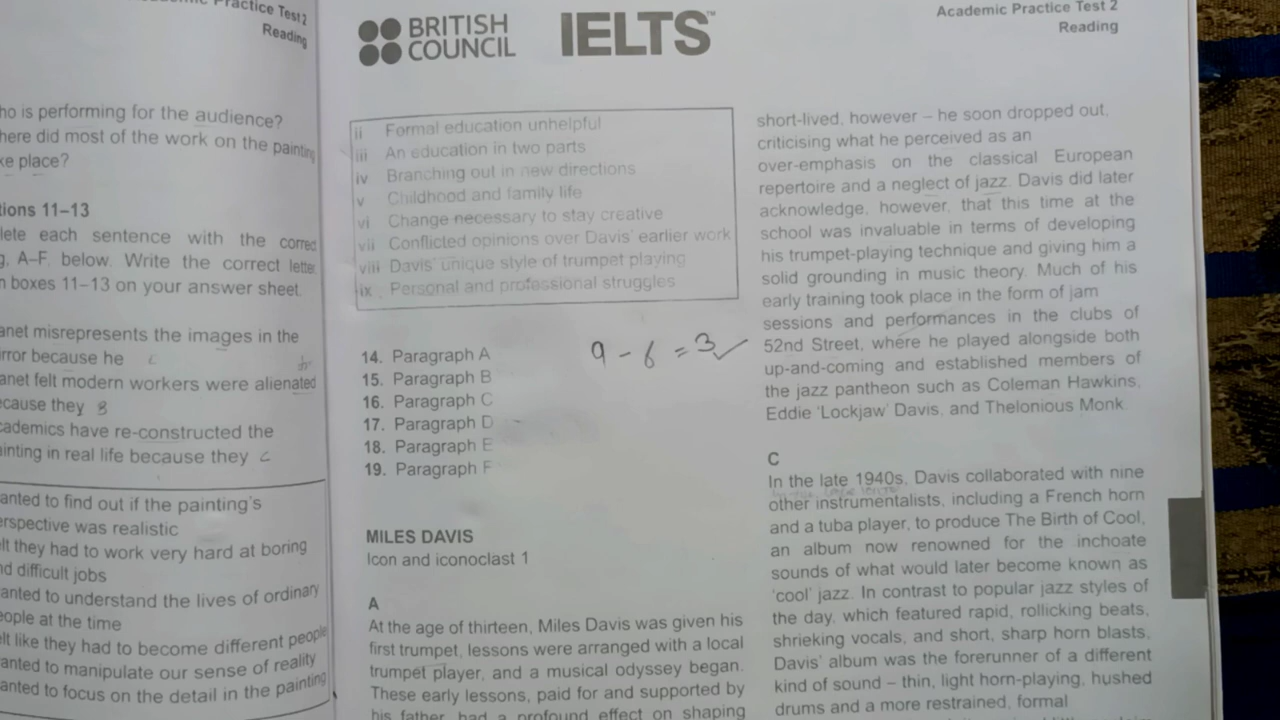 Practice Test 2
Reading
ho is performing for the audience?
here did most of the work on the painting
ke place?
tions 11–13
lete each sentence with the correct
g, A–F, below. Write the correct letter
n boxes 11–13 on your answer sheet.
anet misrepresents the images in the
irror because he
anet felt modern workers were alienated
ecause they B
cademics have re-constructed the
ainting in real life because they C
anted to find out if the painting's
erspective was realistic
elt they had to work very hard at boring
nd difficult jobs
anted to understand the lives of ordinary
eople at the time
elt like they had to become different people
anted to manipulate our sense of reality
anted to focus on the detail in the painting
BRITISH
COUNCIL
IELTS™
Academic Practice Test 2
Reading
ii Formal education unhelpful
iii An education in two parts
iv Branching out in new directions
v Childhood and family life
vi Change necessary to stay creative
vii Conflicted opinions over Davis' earlier work
viii Davis' unique style of trumpet playing
ix Personal and professional struggles
14. Paragraph A
15. Paragraph B
16. Paragraph C
17. Paragraph D
18. Paragraph E
19. Paragraph F
9 - 6 = 3 ✓
MILES DAVIS
Icon and iconoclast 1
A
At the age of thirteen, Miles Davis was given his
first trumpet, lessons were arranged with a local
trumpet player, and a musical odyssey began.
These early lessons, paid for and supported by
his father, had a profound effect on shaping
short-lived, however – he soon dropped out,
criticising what he perceived as an
over-emphasis on the classical European
repertoire and a neglect of jazz. Davis did later
acknowledge, however, that this time at the
school was invaluable in terms of developing
his trumpet-playing technique and giving him a
solid grounding in music theory. Much of his
early training took place in the form of jam
sessions and performances in the clubs of
52nd Street, where he played alongside both
up-and-coming and established members of
the jazz pantheon such as Coleman Hawkins,
Eddie 'Lockjaw' Davis, and Thelonious Monk.
C
In the late 1940s, Davis collaborated with nine
other instrumentalists, including a French horn
and a tuba player, to produce The Birth of Cool,
an album now renowned for the inchoate
sounds of what would later become known as
'cool' jazz. In contrast to popular jazz styles of
the day, which featured rapid, rollicking beats,
shrieking vocals, and short, sharp horn blasts,
Davis' album was the forerunner of a different
kind of sound – thin, light horn-playing, hushed
drums and a more restrained, formal